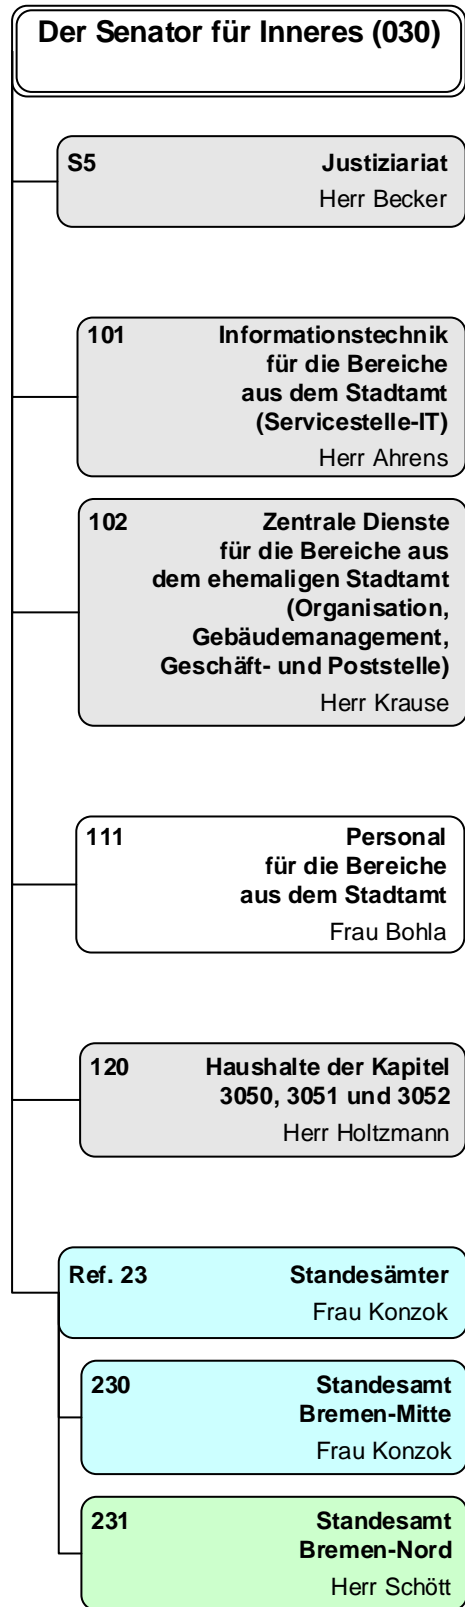 Der Senator für Inneres (030)
S5 Justiziariat
Herr Becker
101 Informationstechnik
für die Bereiche
aus dem Stadtamt
(Servicestelle-IT)
Herr Ahrens
102 Zentrale Dienste
für die Bereiche aus
dem ehemaligen Stadtamt
(Organisation,
Gebäudemanagement,
Geschäft- und Poststelle)
Herr Krause
111 Personal
für die Bereiche
aus dem Stadtamt
Frau Bohla
120 Haushalte der Kapitel
3050, 3051 und 3052
Herr Holtzmann
Ref. 23 Standesämter
Frau Konzok
230 Standesamt
Bremen-Mitte
Frau Konzok
231 Standesamt
Bremen-Nord
Herr Schött